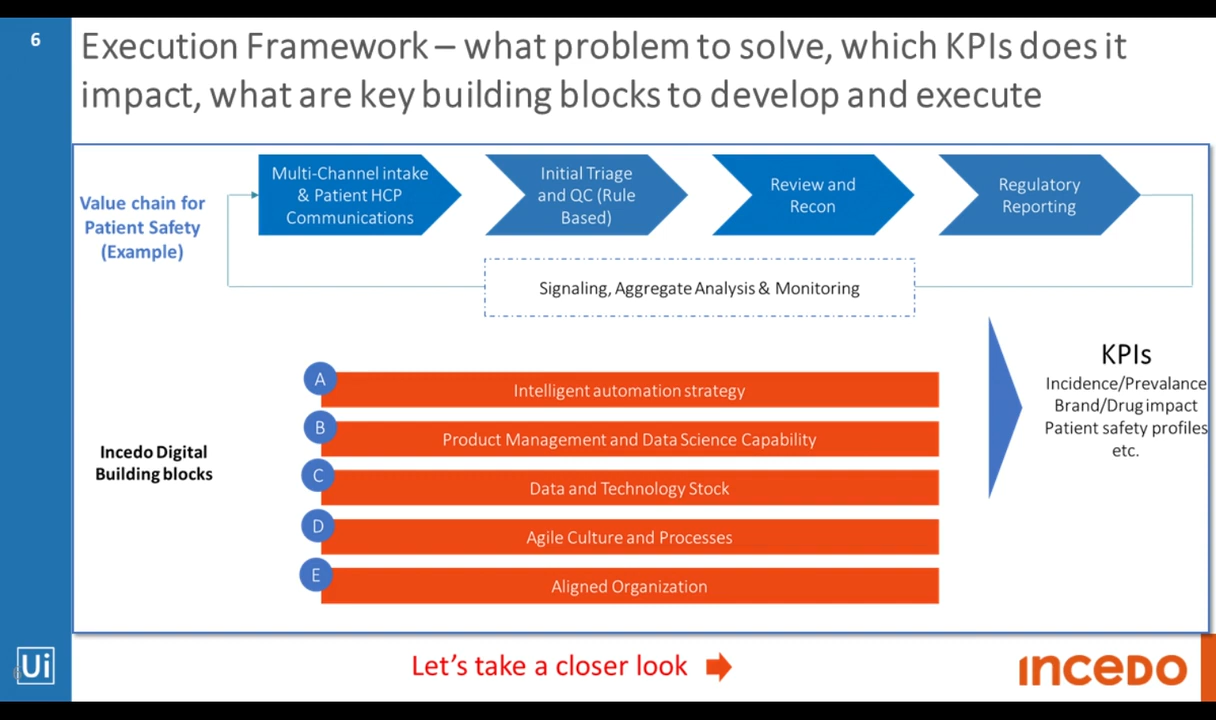 6
Execution Framework – what problem to solve, which KPIs does it
impact, what are key building blocks to develop and execute
Value chain for
Patient Safety
(Example)
Multi-Channel intake
& Patient HCP
Communications
Initial Triage
and QC (Rule
Based)
Review and
Recon
Regulatory
Reporting
Signaling, Aggregate Analysis & Monitoring
Incedo Digital
Building blocks
A
Intelligent automation strategy
B
Product Management and Data Science Capability
C
Data and Technology Stock
D
Agile Culture and Processes
E
Aligned Organization
KPIs
Incidence/Prevalance
Brand/Drug impact
Patient safety profiles
etc.
Let's take a closer look
Ui
INCEDO